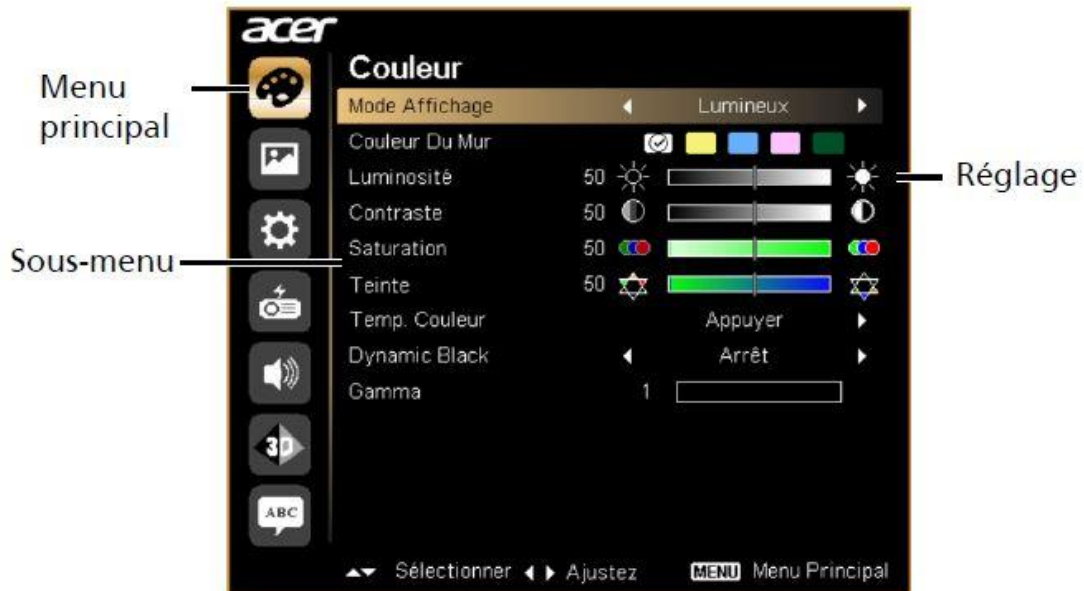 acer
Menu
principal
Couleur
Mode Affichage Lumineux
Couleur Du Mur
Luminosité 50
Réglage
Contraste 50
Saturation 50
Sous-menu
Teinte 50
Temp. Couleur Appuyer
Dynamic Black Arrêt
Gamma 1
3D
ABC
Sélectionner Ajustez MENU Menu Principal